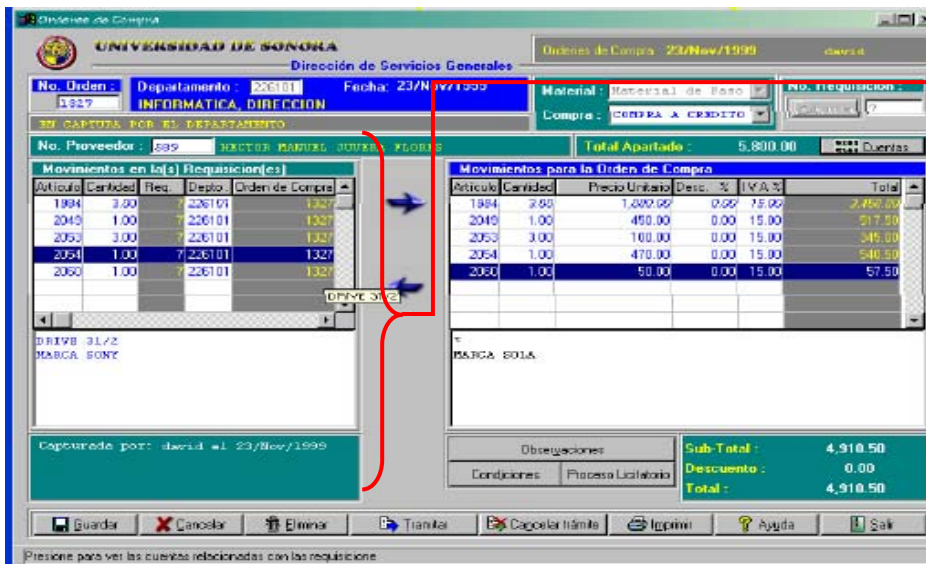 Ordenes de Compra
UNIVERSIDAD DE SONORA
Dirección de Servicios Generales
Ordenes de Compra 23/Nov/1999 david
No. Orden : Departamento : 226101 Fecha: 23/Nov/1999
1327 INFORMATICA, DIRECCION
Material : Material de Paso No. Requisicion :
Compra : COMPRA A CREDITO 7
EN CAPTURA POR EL DEPARTAMENTO
No. Proveedor : 589 HECTOR MANUEL FLORES
Total Apartado : 5,800.00 Cuentas
Movimientos en la(s) Requisicion(es)
Articulo Cantidad Req. Depto. Orden de Compra
1984 3.00 7 226101 1327
2049 1.00 7 226101 1327
2053 3.00 7 226101 1327
2054 1.00 7 226101 1327
2060 1.00 7 226101 1327
DRIVE 31/2
DRIVE 31/2
MARCA SONY
Movimientos para la Orden de Compra
Articulo Cantidad Precio Unitario Desc. % IVA % Total
1984 0.00 15.00
2049 1.00 450.00 0.00 15.00 517.50
2053 3.00 100.00 0.00 15.00 345.00
2054 1.00 470.00 0.00 15.00 540.50
2060 1.00 50.00 0.00 15.00 57.50
MARCA SOLA
Capturada por: david el 23/Nov/1999
Observaciones
Condiciones Proceso Licitatorio
Sub-Total : 4,910.50
Descuento : 0.00
Total : 4,910.50
Guardar Cancelar Eliminar Tramitar Cancelar trámite Imprimir Ayuda Salir
Presione para ver las cuentas relacionadas con las requisicione